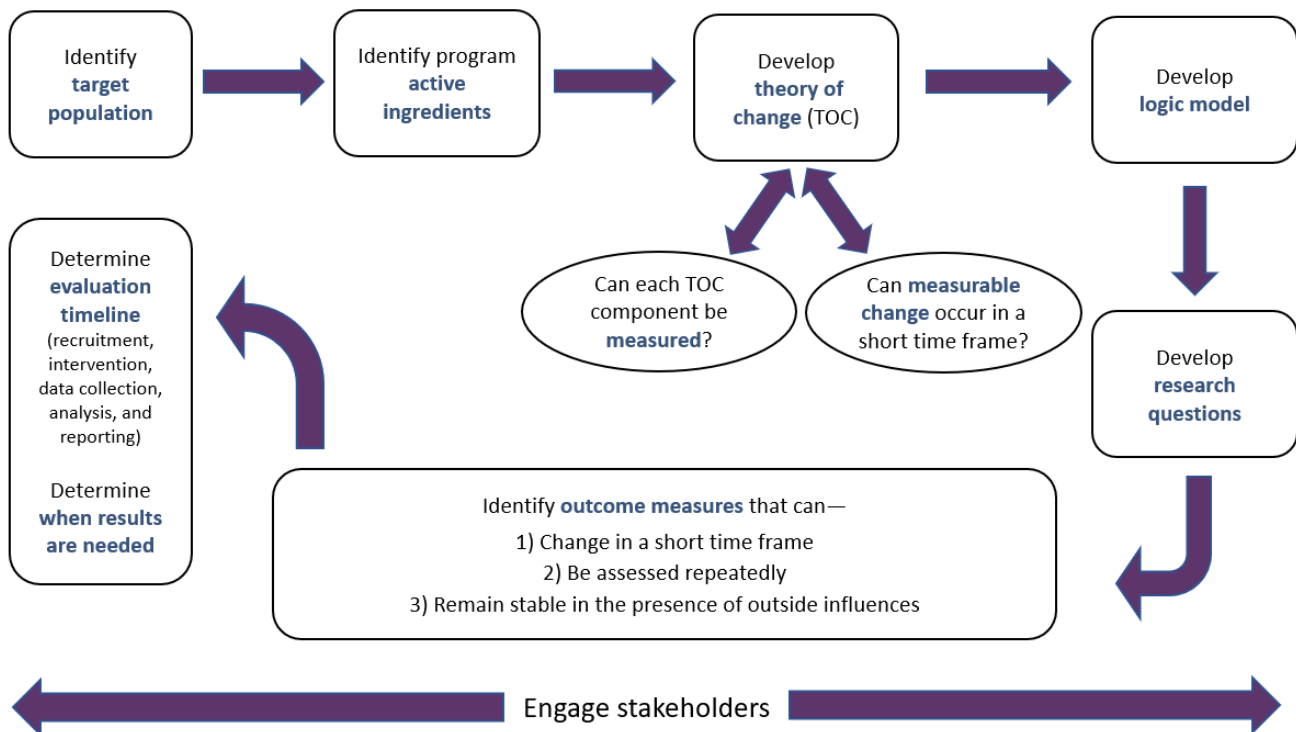 Identify
target
population
Identify program
active
ingredients
Develop
theory of
change (TOC)
Develop
logic model
Can each TOC
component be
measured?
Can measurable
change occur in a
short time frame?
Develop
research
questions
Identify outcome measures that can—
1) Change in a short time frame
2) Be assessed repeatedly
3) Remain stable in the presence of outside influences
Determine
evaluation
timeline
(recruitment,
intervention,
data collection,
analysis, and
reporting)
Determine
when results
are needed
Engage stakeholders